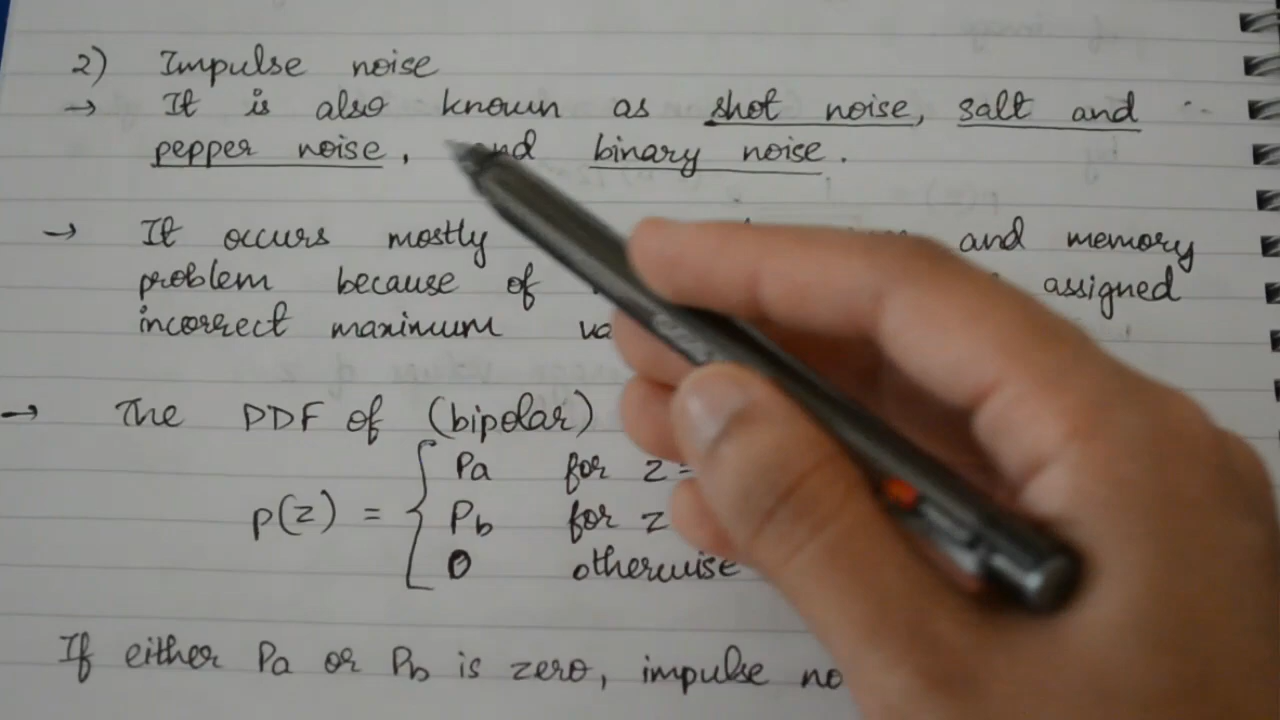 2) Impulse noise
→ It is also known as shot noise, salt and
pepper noise, and binary noise.
→ It occurs mostly and memory
problem because of assigned
incorrect maximum
→ The PDF of (bipolar)
p(z) = { Pa for z =
Pb for z
0 otherwise
If either Pa or Pb is zero, impulse